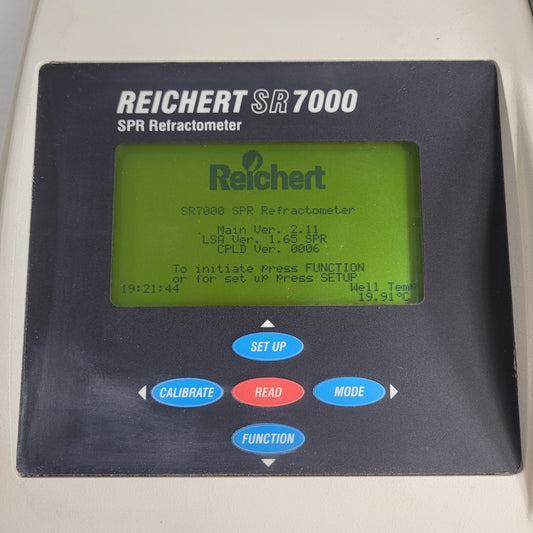 REICHERT SR 7000
SPR Refractometer
Reichert
SR7000 SPR Refractometer
Main Ver. 2.11
LSA Ver. 1.65 SPR
CPLD Ver. 0006
To initiate press FUNCTION
or for set up press SETUP
19:21:44 Well Temp
19.91°C
SET UP
CALIBRATE READ MODE
FUNCTION